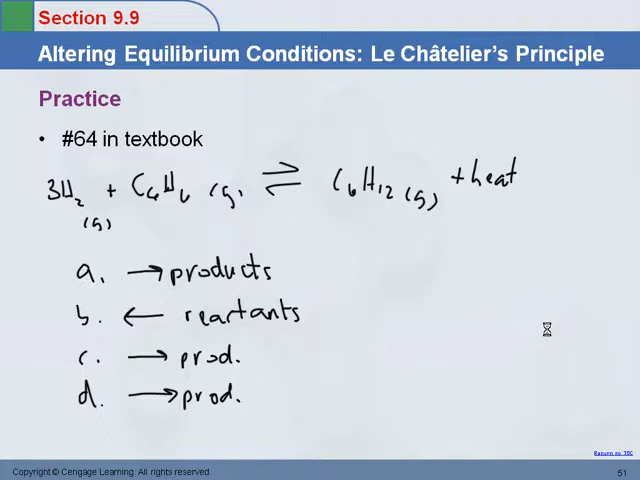 Section 9.9
Altering Equilibrium Conditions: Le Châtelier's Principle
Practice
• #64 in textbook
3H₂ (g) + C₆H₆ (g) ⇌ C₆H₁₂ (g) + heat
a. → products
b. ← reactants
c. → prod.
d. → prod.
Return to TOC
Copyright © Cengage Learning. All rights reserved
51